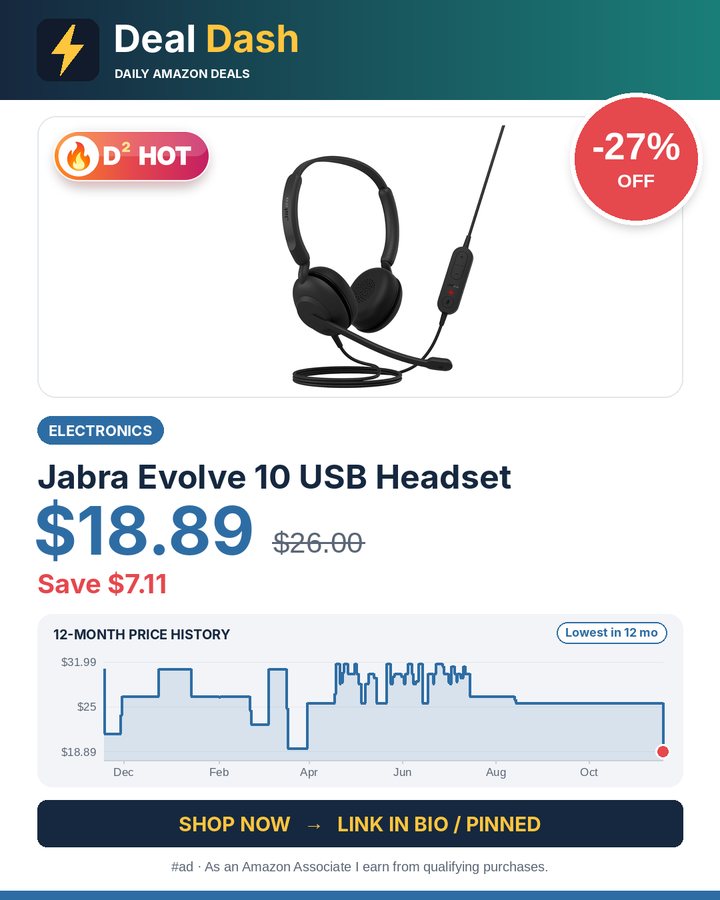 Deal Dash
DAILY AMAZON DEALS
D² HOT
-27%
OFF
ELECTRONICS
Jabra Evolve 10 USB Headset
$18.89 $26.00
Save $7.11
12-MONTH PRICE HISTORY
Lowest in 12 mo
$31.99
$25
$18.89
Dec Feb Apr Jun Aug Oct
SHOP NOW → LINK IN BIO / PINNED
#ad · As an Amazon Associate I earn from qualifying purchases.